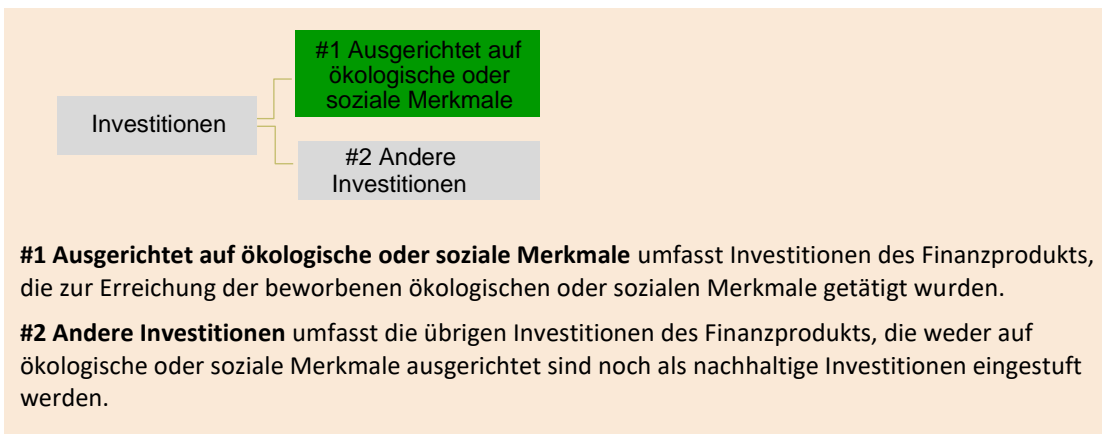 #1 Ausgerichtet auf
ökologische oder
soziale Merkmale
Investitionen
#2 Andere
Investitionen
#1 Ausgerichtet auf ökologische oder soziale Merkmale umfasst Investitionen des Finanzprodukts,
die zur Erreichung der beworbenen ökologischen oder sozialen Merkmale getätigt wurden.
#2 Andere Investitionen umfasst die übrigen Investitionen des Finanzprodukts, die weder auf
ökologische oder soziale Merkmale ausgerichtet sind noch als nachhaltige Investitionen eingestuft
werden.